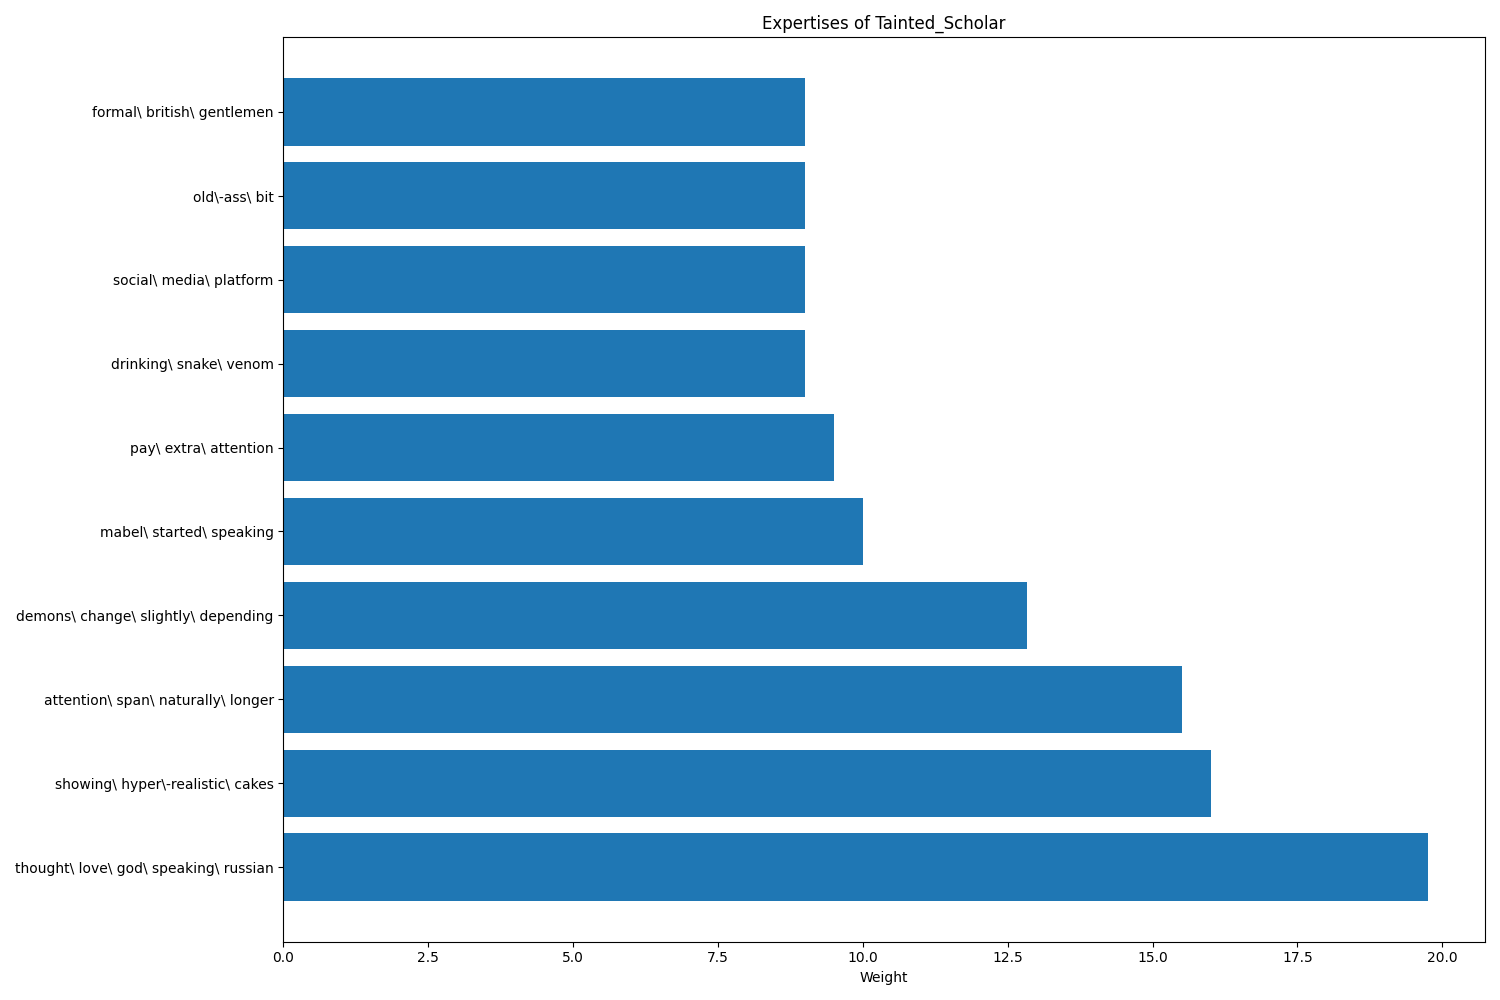 Expertises of Tainted_Scholar
formal\ british\ gentlemen
old\-ass\ bit
social\ media\ platform
drinking\ snake\ venom
pay\ extra\ attention
mabel\ started\ speaking
demons\ change\ slightly\ depending
attention\ span\ naturally\ longer
showing\ hyper\-realistic\ cakes
thought\ love\ god\ speaking\ russian
0.0 2.5 5.0 7.5 10.0 12.5 15.0 17.5 20.0
Weight